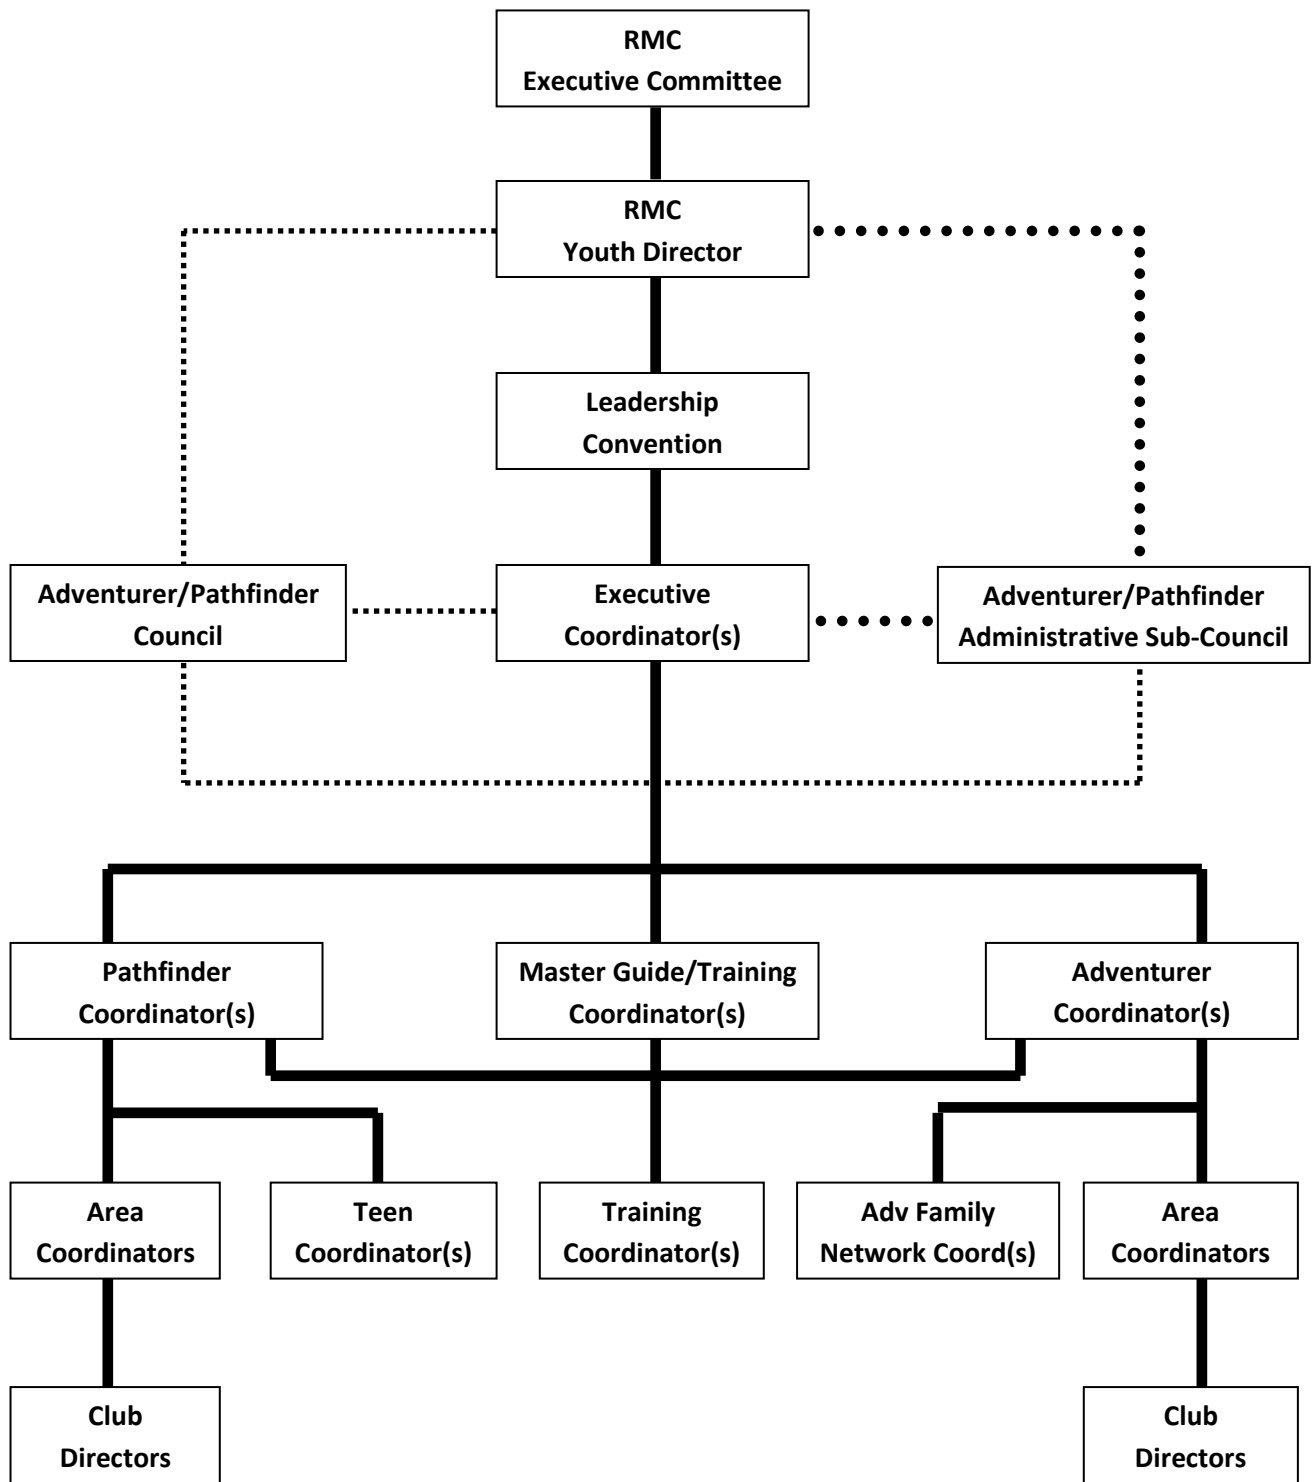 RMC
Executive Committee
RMC
Youth Director
Leadership
Convention
Adventurer/Pathfinder
Council
Executive
Coordinator(s)
Adventurer/Pathfinder
Administrative Sub-Council
Pathfinder
Coordinator(s)
Master Guide/Training
Coordinator(s)
Adventurer
Coordinator(s)
Area
Coordinators
Teen
Coordinator(s)
Training
Coordinator(s)
Adv Family
Network Coord(s)
Area
Coordinators
Club
Directors
Club
Directors